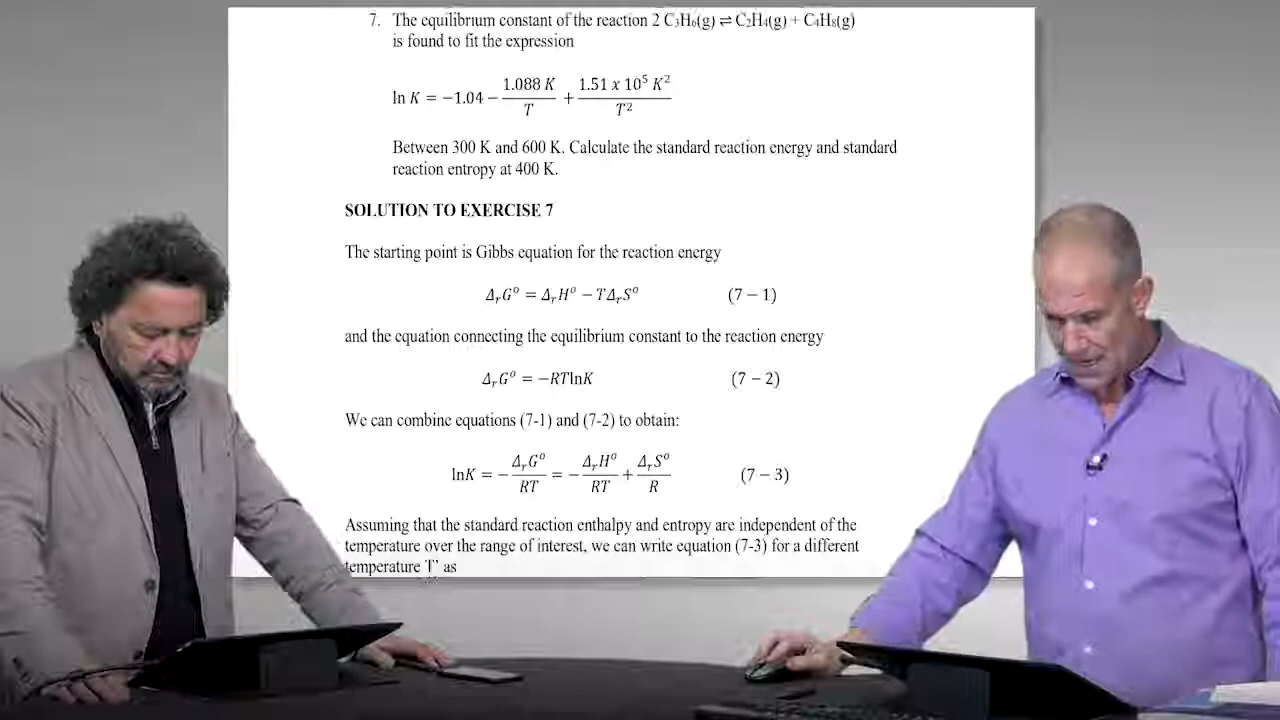 7. The equilibrium constant of the reaction 2 C₃H₆(g) ⇌ C₂H₄(g) + C₄H₈(g)
is found to fit the expression
ln K = −1.04 − 1.088 K / T + 1.51 x 10⁵ K² / T²
Between 300 K and 600 K. Calculate the standard reaction energy and standard
reaction entropy at 400 K.
SOLUTION TO EXERCISE 7
The starting point is Gibbs equation for the reaction energy
ΔᵣG° = ΔᵣH° − TΔᵣS° (7 − 1)
and the equation connecting the equilibrium constant to the reaction energy
ΔᵣG° = −RTlnK (7 − 2)
We can combine equations (7-1) and (7-2) to obtain:
lnK = − ΔᵣG° / RT = − ΔᵣH° / RT + ΔᵣS° / R (7 − 3)
Assuming that the standard reaction enthalpy and entropy are independent of the
temperature over the range of interest, we can write equation (7-3) for a different
temperature T' as